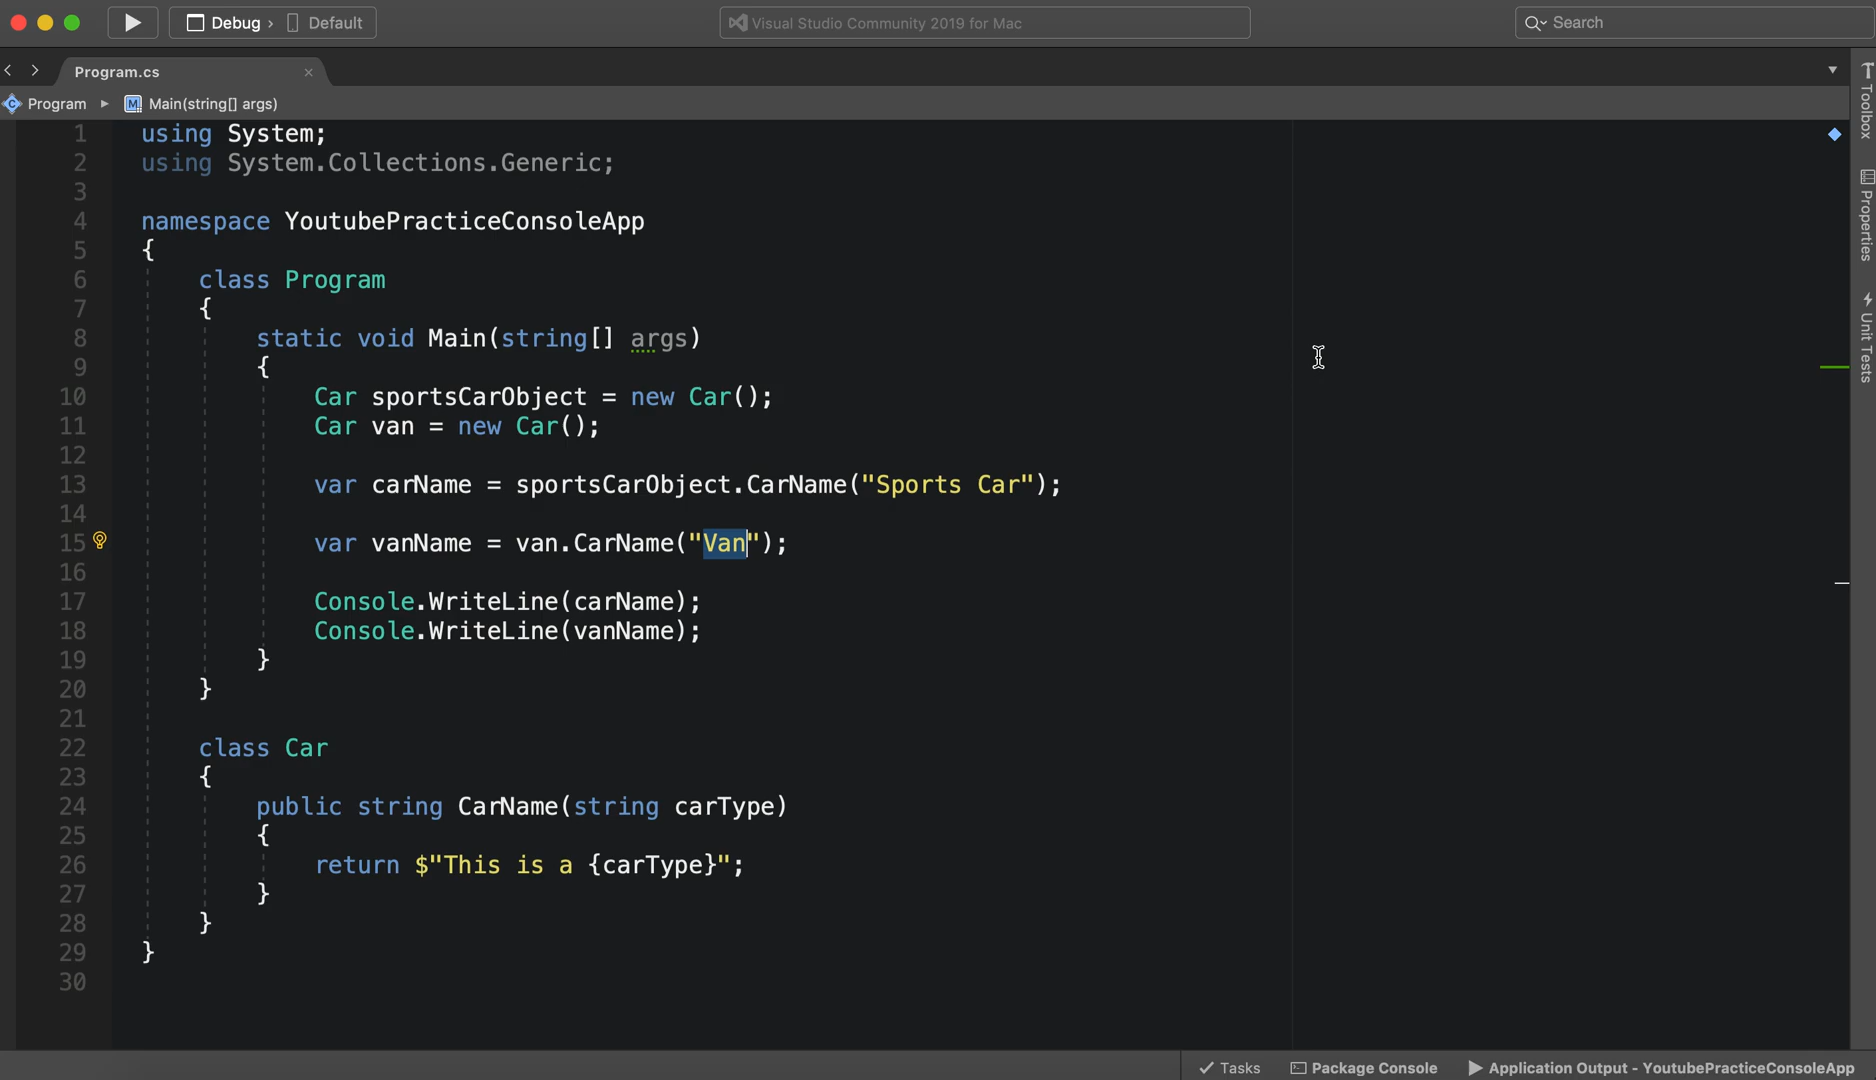 Debug › Default
Visual Studio Community 2019 for Mac
Search
Program.cs
Program ▸ M Main(string[] args)
Toolbox
Properties
Unit Tests
1 using System;
2 using System.Collections.Generic;
3
4 namespace YoutubePracticeConsoleApp
5 {
6 class Program
7 {
8 static void Main(string[] args)
9 {
10 Car sportsCarObject = new Car();
11 Car van = new Car();
12
13 var carName = sportsCarObject.CarName("Sports Car");
14
15 var vanName = van.CarName("Van");
16
17 Console.WriteLine(carName);
18 Console.WriteLine(vanName);
19 }
20 }
21
22 class Car
23 {
24 public string CarName(string carType)
25 {
26 return $"This is a {carType}";
27 }
28 }
29 }
30
Tasks Package Console Application Output - YoutubePracticeConsoleApp